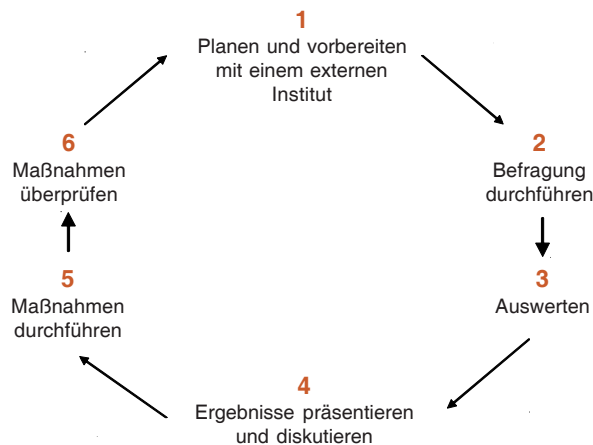 1
Planen und vorbereiten
mit einem externen
Institut
2
Befragung
durchführen
3
Auswerten
4
Ergebnisse präsentieren
und diskutieren
5
Maßnahmen
durchführen
6
Maßnahmen
überprüfen